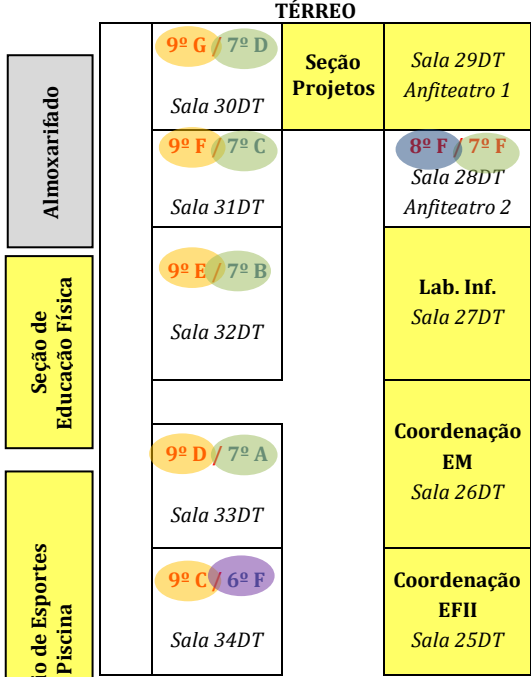 TÉRREO
9º G / 7º D
Sala 30DT
Seção
Projetos
Sala 29DT
Anfiteatro 1
Almoxarifado
9º F / 7º C
Sala 31DT
8º F / 7º F
Sala 28DT
Anfiteatro 2
Seção de
Educação Física
9º E / 7º B
Sala 32DT
Lab. Inf.
Sala 27DT
9º D / 7º A
Sala 33DT
Coordenação
EM
Sala 26DT
de Esportes
Piscina
9º C / 6º F
Sala 34DT
Coordenação
EFII
Sala 25DT